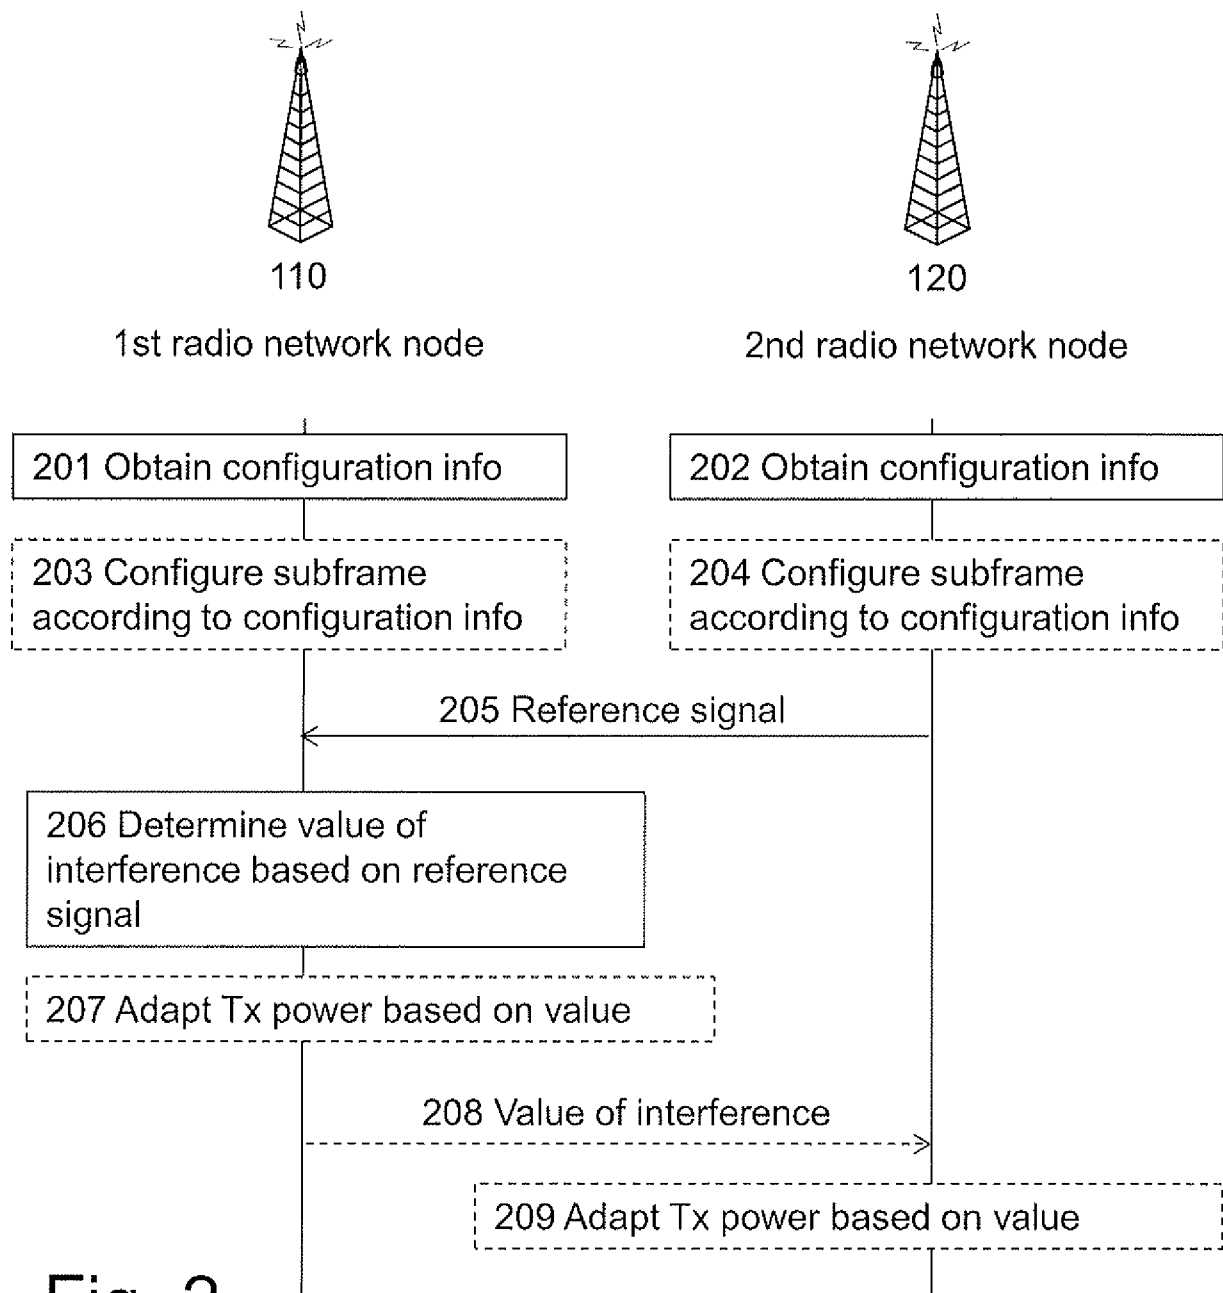 110
120
1st radio network node
2nd radio network node
201 Obtain configuration info
202 Obtain configuration info
203 Configure subframe
according to configuration info
204 Configure subframe
according to configuration info
205 Reference signal
206 Determine value of
interference based on reference
signal
207 Adapt Tx power based on value
208 Value of interference
209 Adapt Tx power based on value